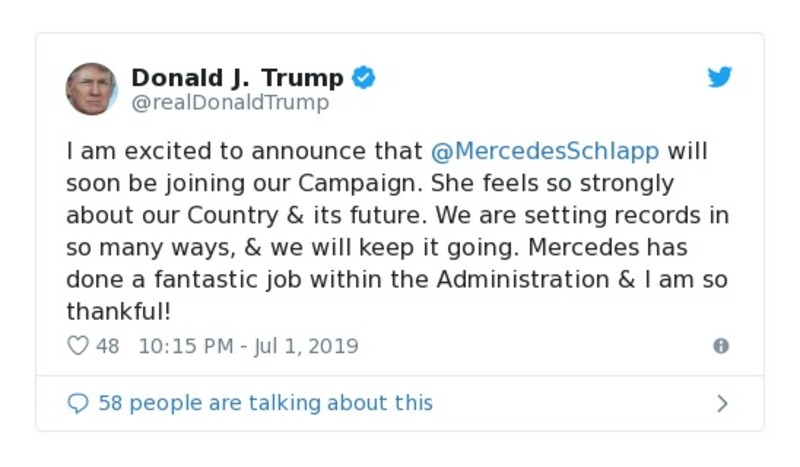 Donald J. Trump
@realDonaldTrump
I am excited to announce that @MercedesSchlapp will
soon be joining our Campaign. She feels so strongly
about our Country & its future. We are setting records in
so many ways, & we will keep it going. Mercedes has
done a fantastic job within the Administration & I am so
thankful!
48 10:15 PM - Jul 1, 2019
58 people are talking about this